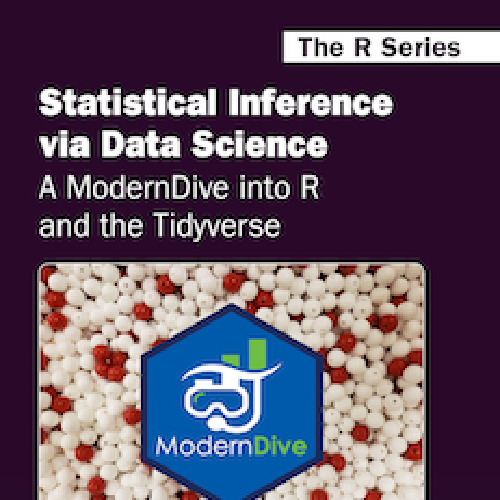 The R Series
Statistical Inference
via Data Science
A ModernDive into R
and the Tidyverse
ModernDive